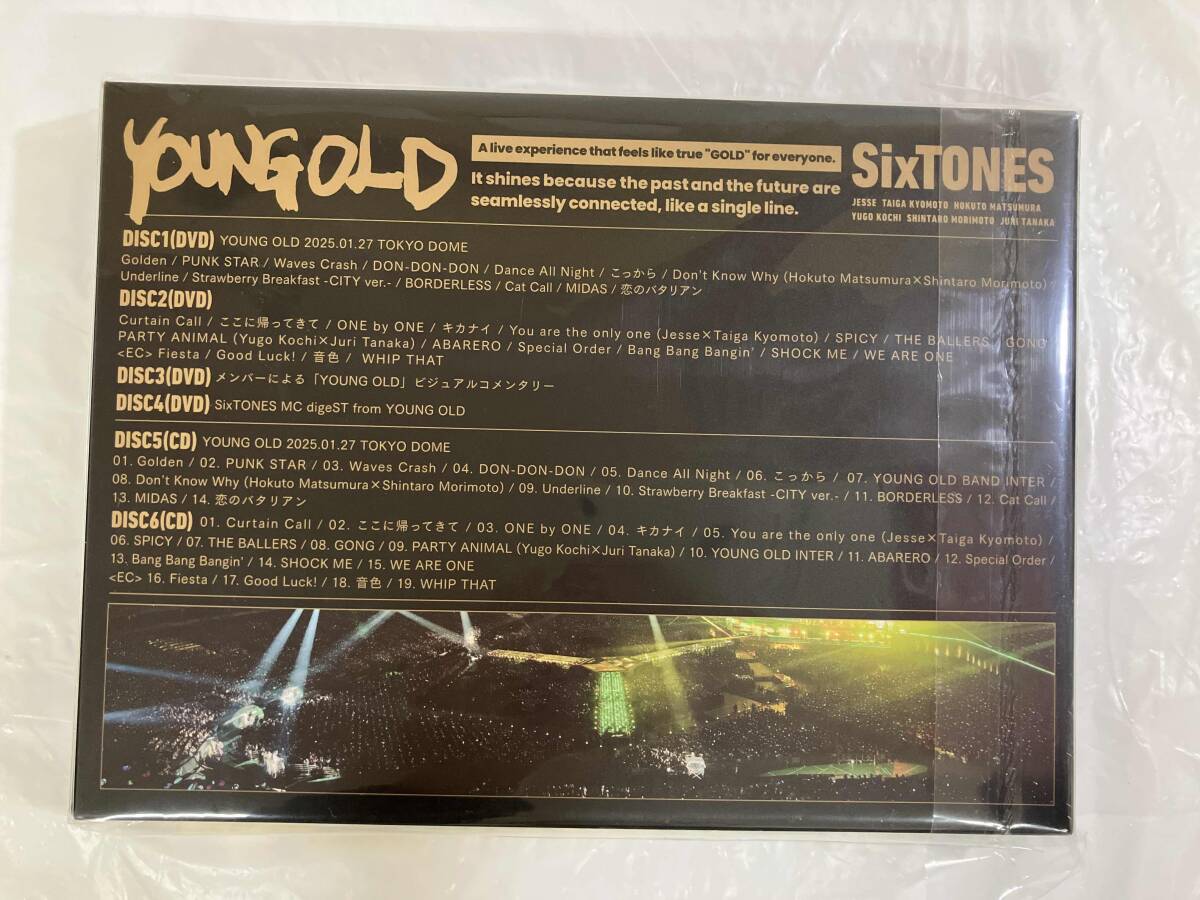 YOUNG OLD
A live experience that feels like true "GOLD" for everyone.
It shines because the past and the future are
seamlessly connected, like a single line.
SixTONES
JESSE TAIGA KYOMOTO HOKUTO MATSUMURA
YUGO KOCHI SHINTARO MORIMOTO JURI TANAKA
DISC1(DVD) YOUNG OLD 2025.01.27 TOKYO DOME
Golden / PUNK STAR / Waves Crash / DON-DON-DON / Dance All Night / こっから / Don't Know Why (Hokuto Matsumura×Shintaro Morimoto) /
Underline / Strawberry Breakfast -CITY ver.- / BORDERLESS / Cat Call / MIDAS / 恋のバタリアン
DISC2(DVD)
Curtain Call / ここに帰ってきて / ONE by ONE / キカナイ / You are the only one (Jesse×Taiga Kyomoto) / SPICY / THE BALLERS / GONG
PARTY ANIMAL (Yugo Kochi×Juri Tanaka) / ABARERO / Special Order / Bang Bang Bangin' / SHOCK ME / WE ARE ONE
<EC> Fiesta / Good Luck! / 音色 / WHIP THAT
DISC3(DVD) メンバーによる「YOUNG OLD」ビジュアルコメンタリー
DISC4(DVD) SixTONES MC digeST from YOUNG OLD
DISC5(CD) YOUNG OLD 2025.01.27 TOKYO DOME
01. Golden / 02. PUNK STAR / 03. Waves Crash / 04. DON-DON-DON / 05. Dance All Night / 06. こっから / 07. YOUNG OLD BAND INTER /
08. Don't Know Why (Hokuto Matsumura×Shintaro Morimoto) / 09. Underline / 10. Strawberry Breakfast -CITY ver.- / 11. BORDERLESS / 12. Cat Call /
13. MIDAS / 14. 恋のバタリアン
DISC6(CD) 01. Curtain Call / 02. ここに帰ってきて / 03. ONE by ONE / 04. キカナイ / 05. You are the only one (Jesse×Taiga Kyomoto) /
06. SPICY / 07. THE BALLERS / 08. GONG / 09. PARTY ANIMAL (Yugo Kochi×Juri Tanaka) / 10. YOUNG OLD INTER / 11. ABARERO / 12. Special Order /
13. Bang Bang Bangin' / 14. SHOCK ME / 15. WE ARE ONE
<EC> 16. Fiesta / 17. Good Luck! / 18. 音色 / 19. WHIP THAT